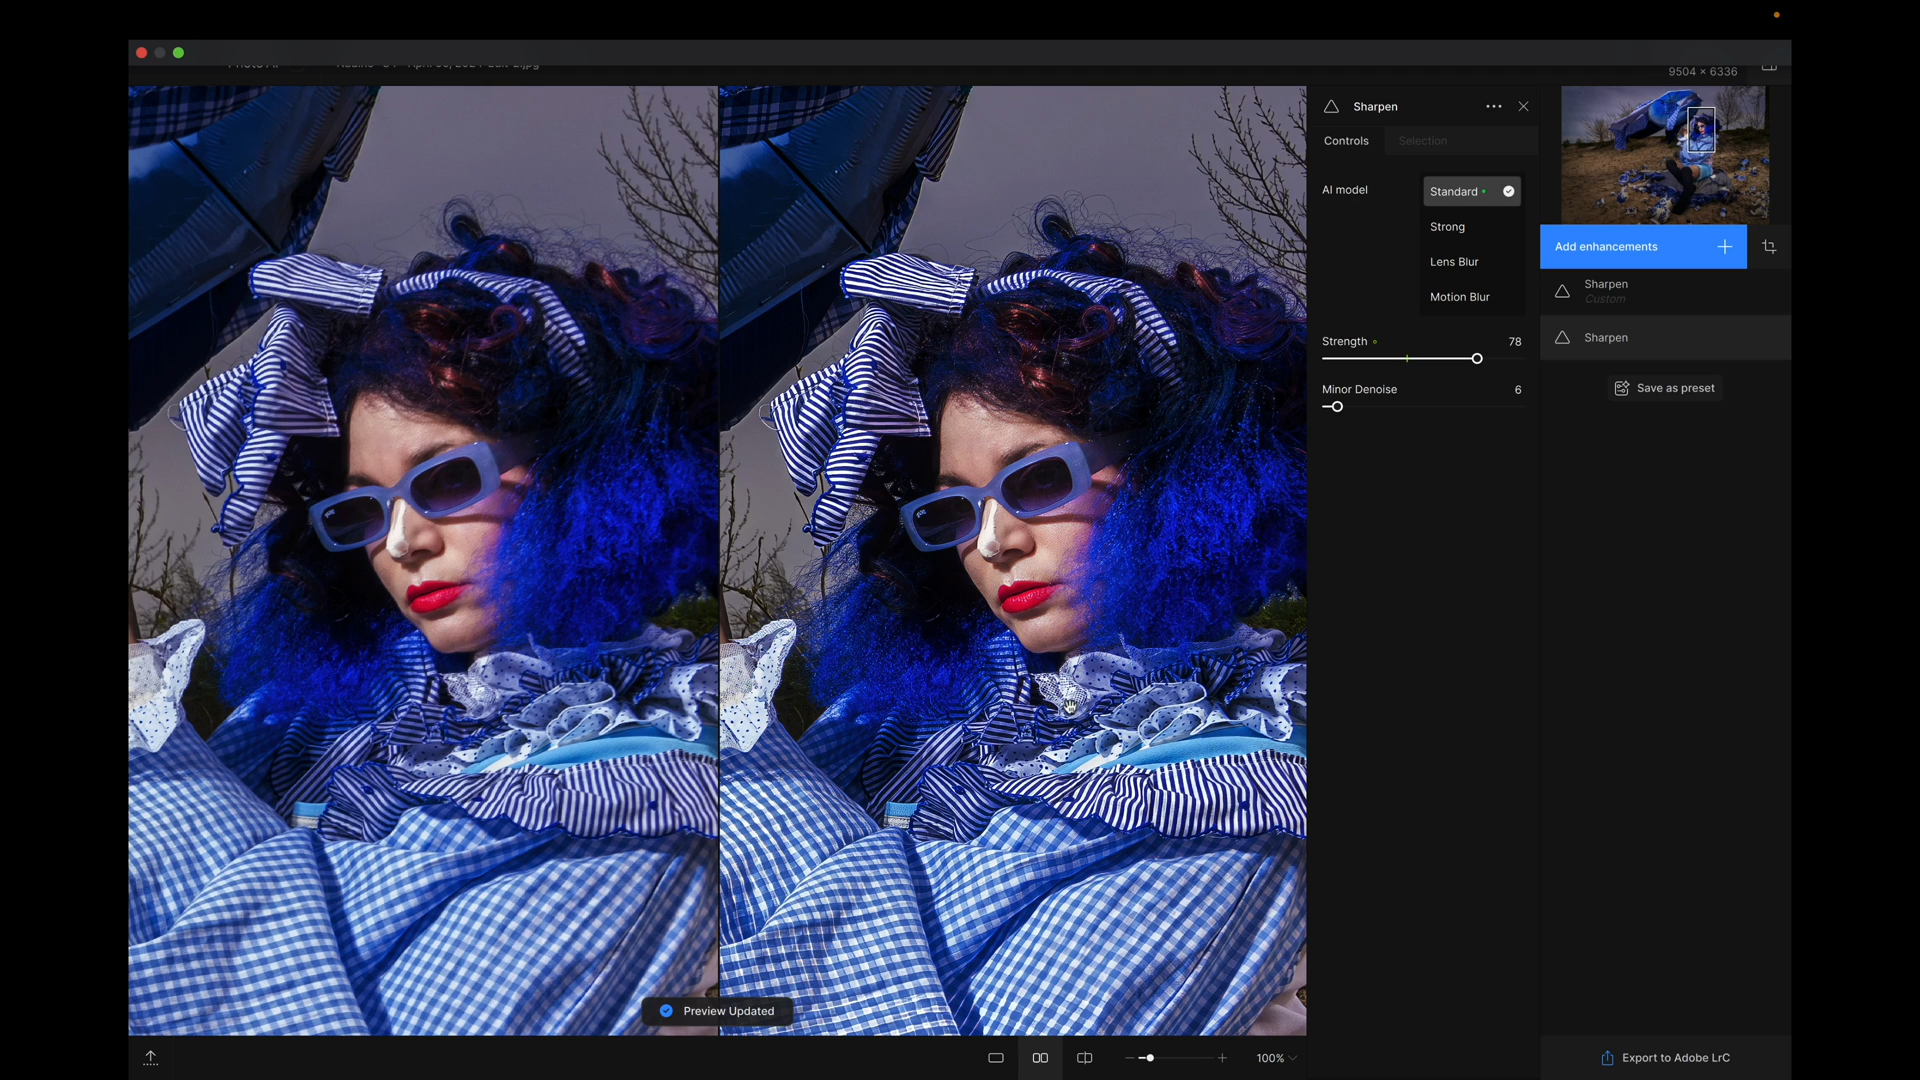 9504 × 6336
Sharpen
Controls
Selection
AI model
Standard
Strong
Lens Blur
Motion Blur
Strength
78
Minor Denoise
6
Add enhancements
Sharpen
Custom
Sharpen
Save as preset
Preview Updated
100%
Export to Adobe LrC